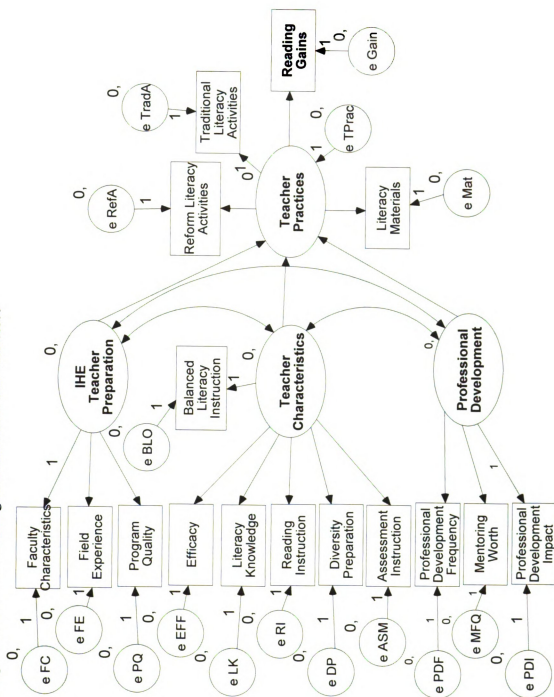 e FC
0,
1
Faculty
Characteristics
1
e FE
0,
1
Field
Experience
e PQ
0,
1
Program
Quality
e EFF
0,
1
Efficacy
e LK
0,
1
Literacy
Knowledge
e RI
0,
1
Reading
Instruction
e DP
0,
1
Diversity
Preparation
e ASM
0,
1
Assessment
Instruction
e PDF
0,
1
Professional
Development
Frequency
e MFQ
0,
1
Mentoring
Worth
e PDI
0,
1
Professional
Development
Impact
1
IHE
Teacher
Preparation
0,
e BLO
0,
1
Balanced
Literacy
Instruction
1
0,
Teacher
Characteristics
Professional
Development
0,
e RefA
0,
1
Reform Literacy
Activities
e TradA
0,
1
Traditional
Literacy
Activities
0
1
Teacher
Practices
e TPrac
0,
1
Literacy
Materials
e Mat
0,
1
Reading
Gains
e Gain
0,
1